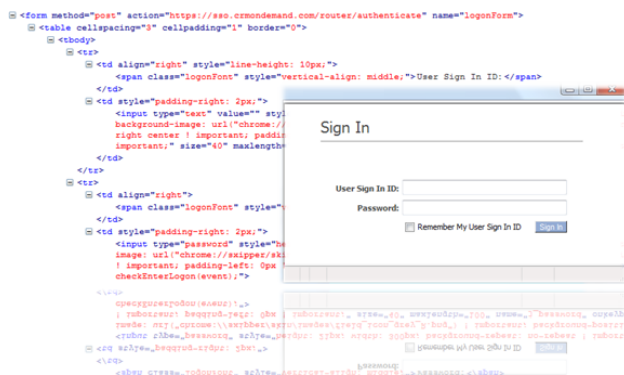 <form method="post" action="https://sso.crmondemand.com/router/authenticate" name="logonForm">
<table cellspacing="3" cellpadding="1" border="0">
<tbody>
<tr>
<td align="right" style="line-height: 10px;">
<span class="logonFont" style="vertical-align: middle;">User Sign In ID:</span>
</td>
<td style="padding-right: 2px;">
<input type="text" value="" sty
background-image: url("chrome://
right center ! important; paddin
important;" size="40" maxlength=
</td>
</tr>
<tr>
<td align="right">
<span class="logonFont" style="v
</td>
<td style="padding-right: 2px;">
<input type="password" style="he
image: url("chrome://sxipper/ski
! important; padding-left: 0px !
checkEnterLogon(event);">
Sign In
User Sign In ID:
Password:
Remember My User Sign In ID
Sign In